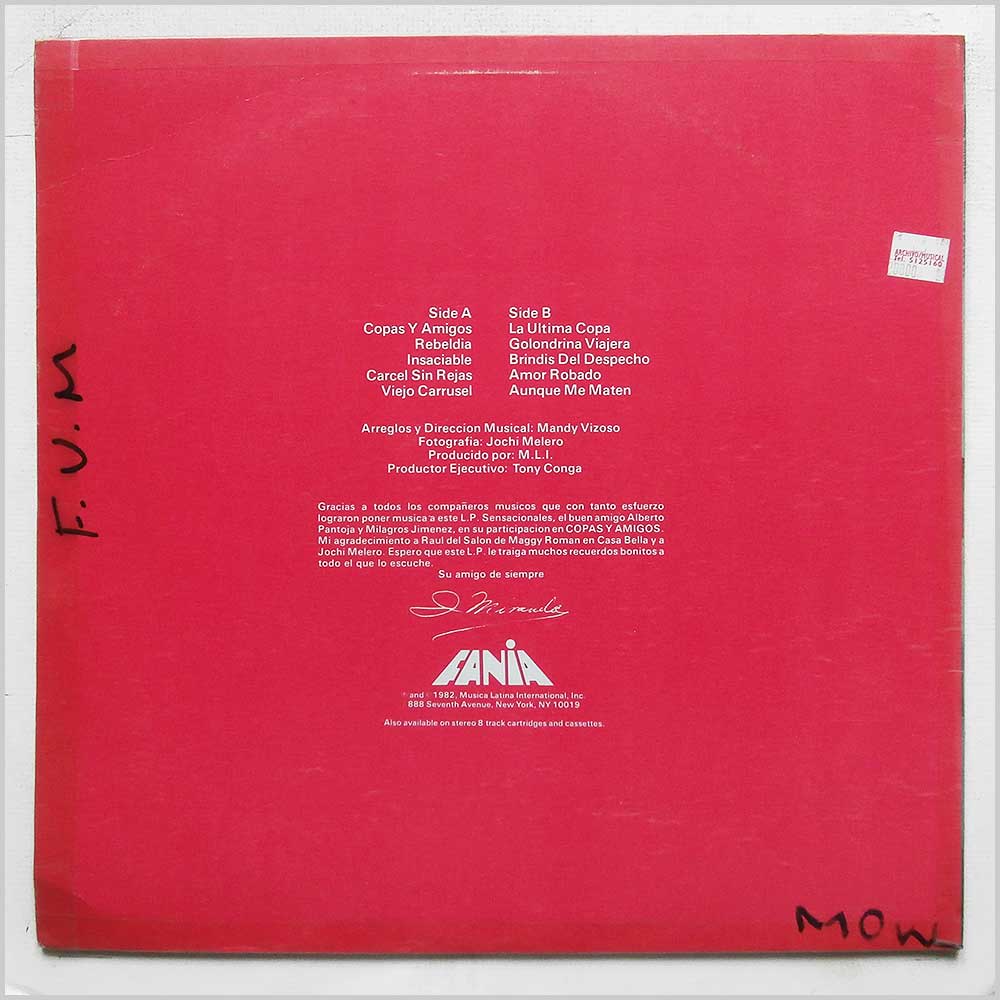 ARCHIVO/MUSICAL
Tel. 5125160
0000
F.U.M
Side A
Copas Y Amigos
Rebeldia
Insaciable
Carcel Sin Rejas
Viejo Carrusel
Side B
La Ultima Copa
Golondrina Viajera
Brindis Del Despecho
Amor Robado
Aunque Me Maten
Arreglos y Direccion Musical: Mandy Vizoso
Fotografia: Jochi Melero
Producido por: M.L.I.
Productor Ejecutivo: Tony Conga
Gracias a todos los compañeros musicos que con tanto esfuerzo
lograron poner musica a este L.P. Sensacionales, el buen amigo Alberto
Pantoja y Milagros Jimenez, en su participacion en COPAS Y AMIGOS.
Mi agradecimiento a Raul del Salon de Maggy Roman en Casa Bella y a
Jochi Melero. Espero que este L.P. le traiga muchos recuerdos bonitos a
todo el que lo escuche.
Su amigo de siempre
I Miranda
FANIA
and 1982, Musica Latina International, Inc.
888 Seventh Avenue, New York, NY 10019
Also available on stereo 8 track cartridges and cassettes.
MOW